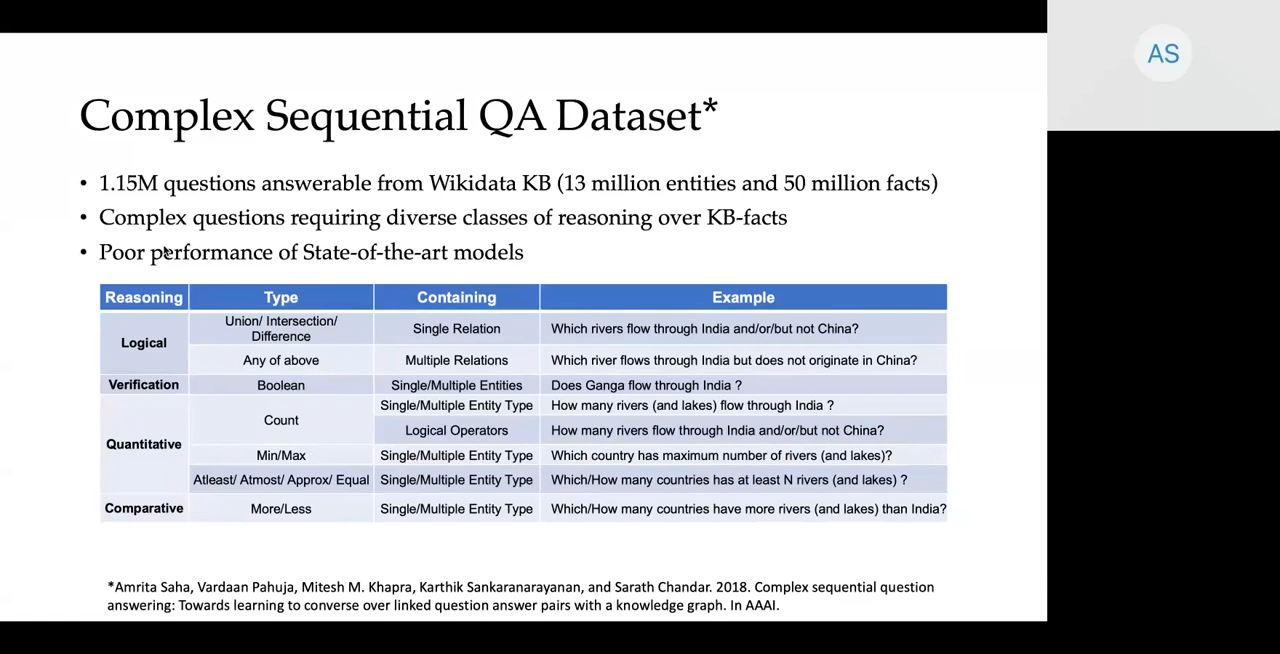 AS
Complex Sequential QA Dataset*
• 1.15M questions answerable from Wikidata KB (13 million entities and 50 million facts)
• Complex questions requiring diverse classes of reasoning over KB-facts
• Poor performance of State-of-the-art models
Reasoning Type Containing Example
Logical
Union/ Intersection/
Difference
Single Relation
Which rivers flow through India and/or/but not China?
Any of above
Multiple Relations
Which river flows through India but does not originate in China?
Verification
Boolean
Single/Multiple Entities
Does Ganga flow through India ?
Quantitative
Count
Single/Multiple Entity Type
How many rivers (and lakes) flow through India ?
Logical Operators
How many rivers flow through India and/or/but not China?
Min/Max
Single/Multiple Entity Type
Which country has maximum number of rivers (and lakes)?
Atleast/ Atmost/ Approx/ Equal
Single/Multiple Entity Type
Which/How many countries has at least N rivers (and lakes) ?
Comparative
More/Less
Single/Multiple Entity Type
Which/How many countries have more rivers (and lakes) than India?
*Amrita Saha, Vardaan Pahuja, Mitesh M. Khapra, Karthik Sankaranarayanan, and Sarath Chandar. 2018. Complex sequential question
answering: Towards learning to converse over linked question answer pairs with a knowledge graph. In AAAI.